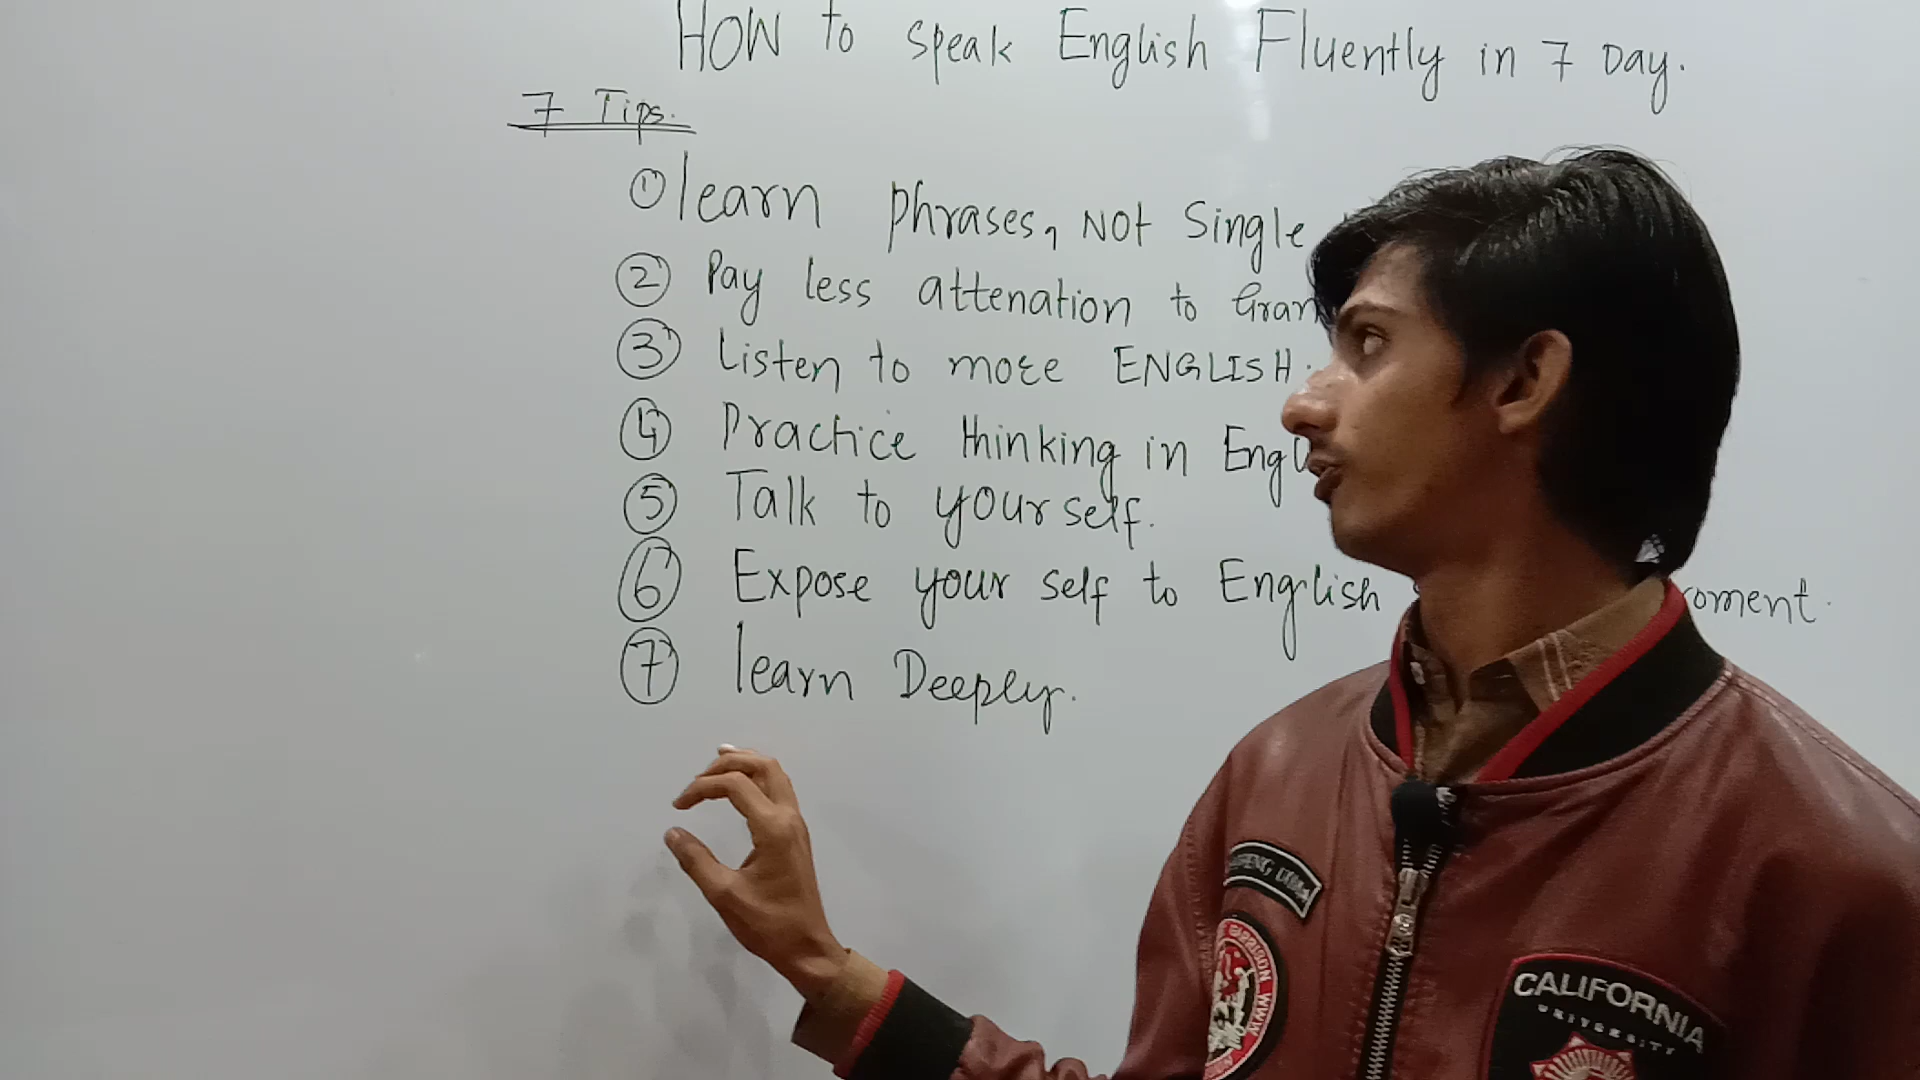 HOW to speak English Fluently in 7 Day.
7 Tips.
① learn phrases, NOT Single
② Pay less attenation to
③ Listen to more ENGLISH.
④ Practice thinking in
⑤ Talk to yourself.
⑥ Expose your self to English
⑦ learn Deeply.
CALIFORNIA
UNIVERSITY